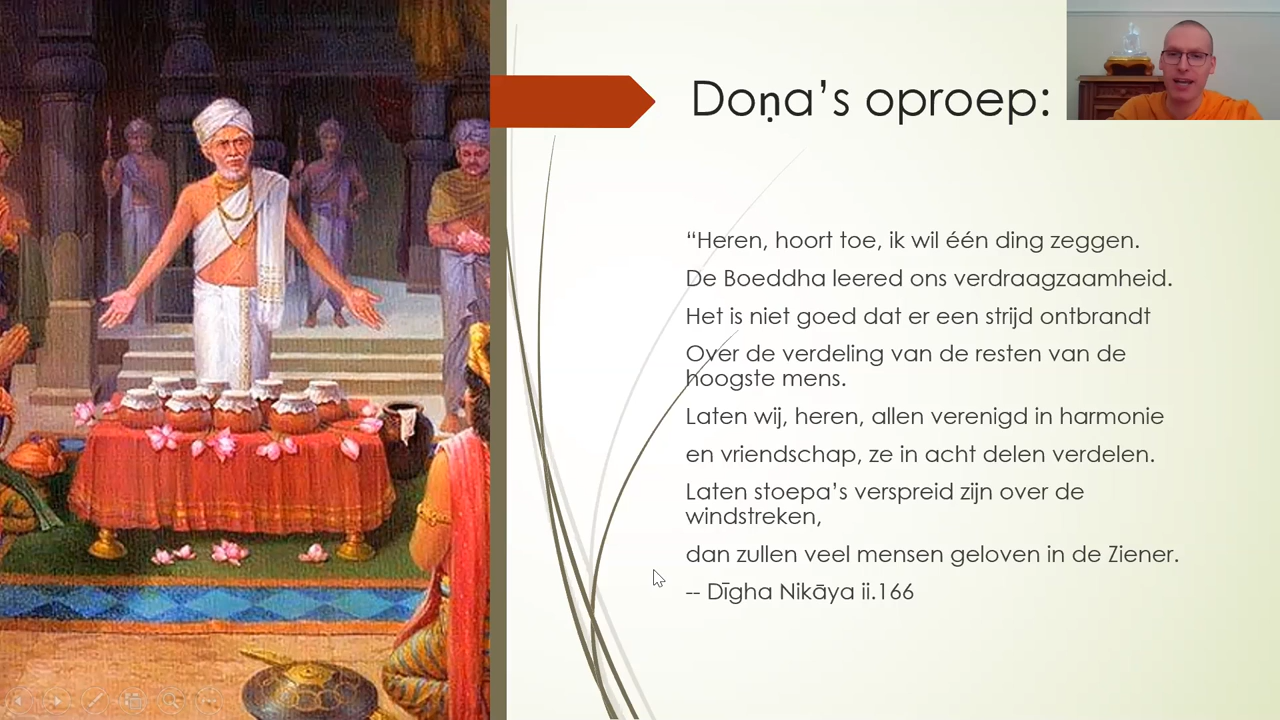 Doṇa’s oproep:
“Heren, hoort toe, ik wil één ding zeggen.
De Boeddha leered ons verdraagzaamheid.
Het is niet goed dat er een strijd ontbrandt
Over de verdeling van de resten van de
hoogste mens.
Laten wij, heren, allen verenigd in harmonie
en vriendschap, ze in acht delen verdelen.
Laten stoepa’s verspreid zijn over de
windstreken,
dan zullen veel mensen geloven in de Ziener.
-- Dīgha Nikāya ii.166